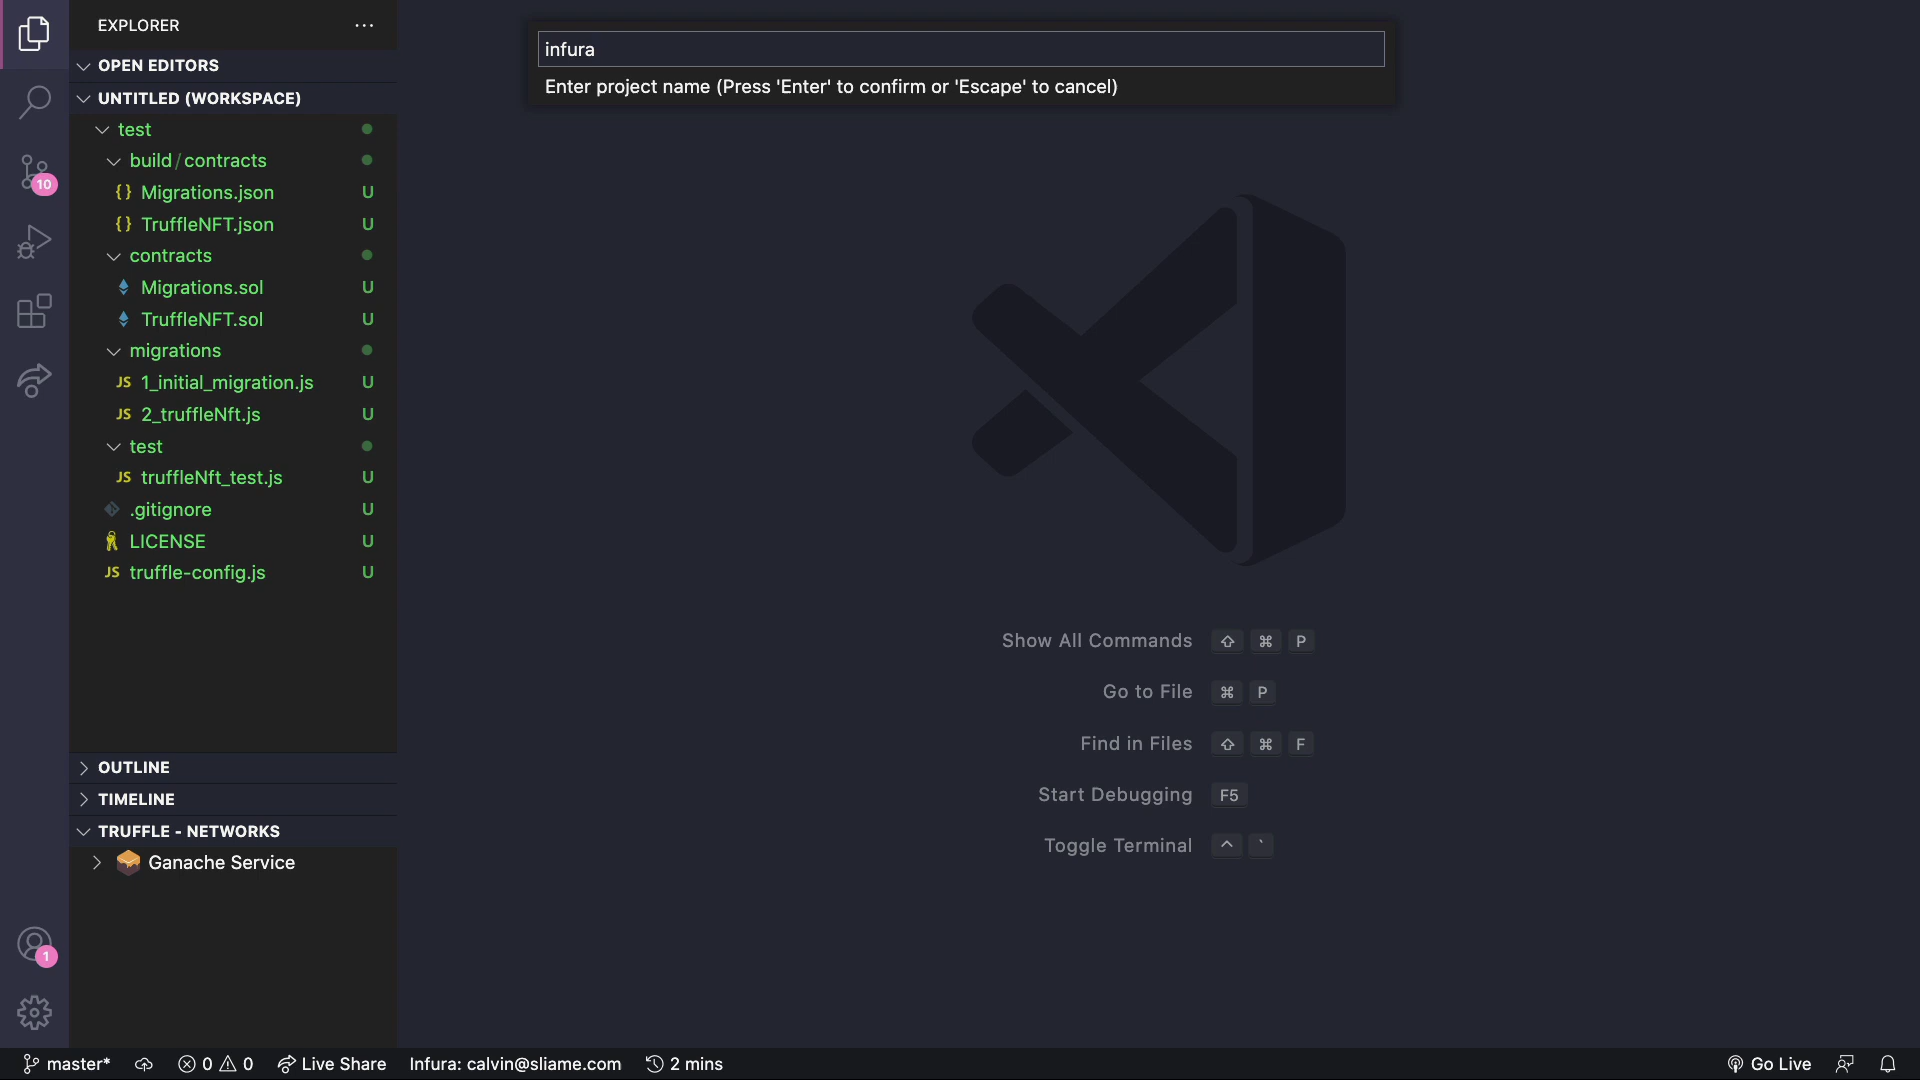 EXPLORER
OPEN EDITORS
UNTITLED (WORKSPACE)
test
build/contracts
{} Migrations.json U
{} TruffleNFT.json U
contracts
Migrations.sol U
TruffleNFT.sol U
migrations
JS 1_initial_migration.js U
JS 2_truffleNft.js U
test
JS truffleNft_test.js U
.gitignore U
LICENSE U
JS truffle-config.js U
OUTLINE
TIMELINE
TRUFFLE - NETWORKS
Ganache Service
10
1
infura
Enter project name (Press 'Enter' to confirm or 'Escape' to cancel)
Show All Commands ⇧ ⌘ P
Go to File ⌘ P
Find in Files ⇧ ⌘ F
Start Debugging F5
Toggle Terminal ^ `
master* 0 0 Live Share Infura: calvin@sliame.com 2 mins Go Live